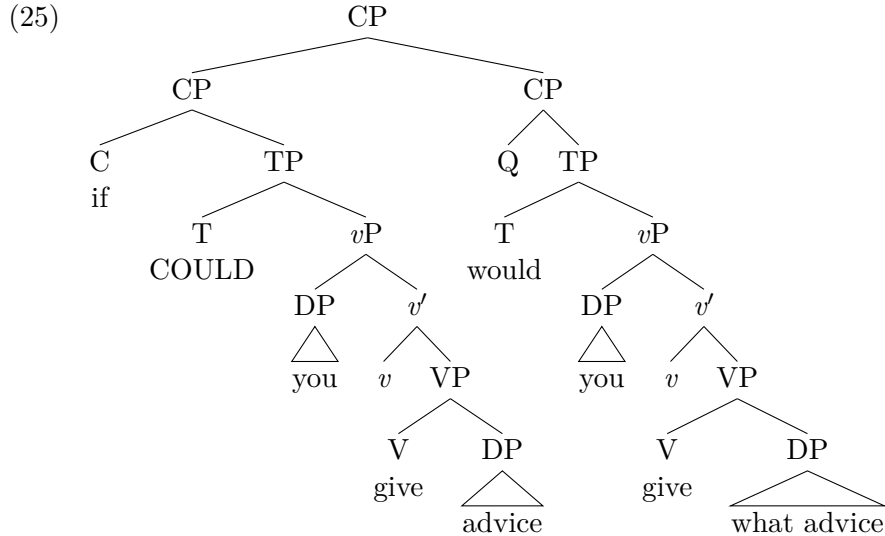 (25) CP
CP CP
C TP Q TP
if
T vP T vP
COULD would
DP v′ DP v′
you v VP you v VP
V DP V DP
give give
advice what advice